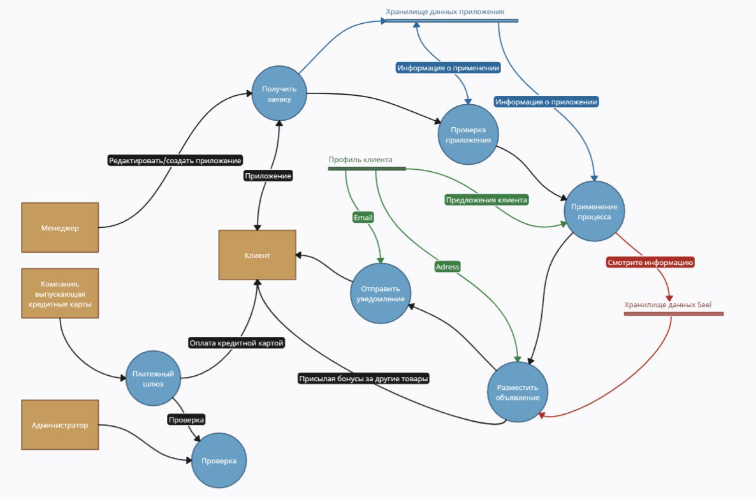 Хранилище данных приложения
Информация о применении
Получить
заявку
Информация о приложении
Проверка
приложения
Редактировать/создать приложение
Профиль клиента
Приложение
Предложения клиента
Применение
процесса
Email
Менеджер
Клиент
Смотрите информацию
Adress
Компания,
выпускающая
кредитные карты
Отправить
уведомление
Хранилище данных Seel
Оплата кредитной картой
Платежный
шлюз
Присылая бонусы за другие товары
Разместить
объявление
Проверка
Администратор
Проверка